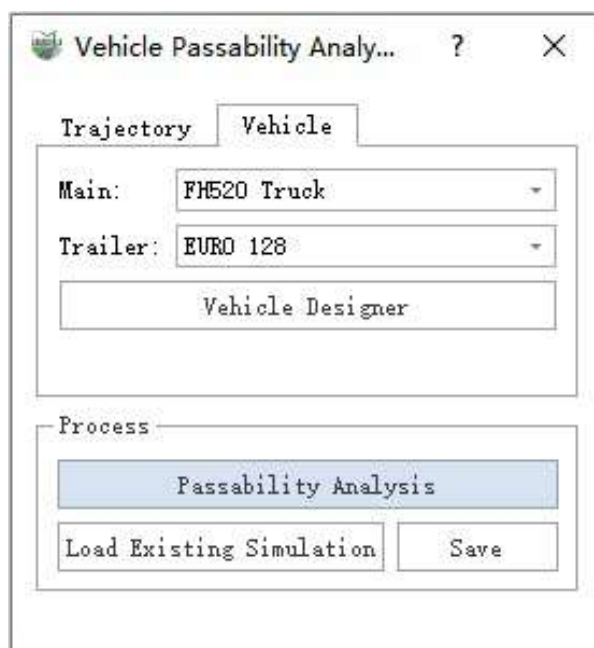 Vehicle Passability Analy... ?
Trajectory Vehicle
Main: FH520 Truck
Trailer: EURO 128
Vehicle Designer
Process
Passability Analysis
Load Existing Simulation Save